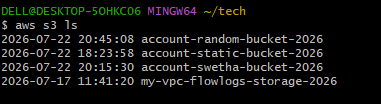 DELL@DESKTOP-5OHKCO6 MINGW64 ~/tech
$ aws s3 ls
2026-07-22 20:45:08 account-random-bucket-2026
2026-07-22 18:23:58 account-static-bucket-2026
2026-07-22 20:15:30 account-swetha-bucket-2026
2026-07-17 11:41:20 my-vpc-flowlogs-storage-2026